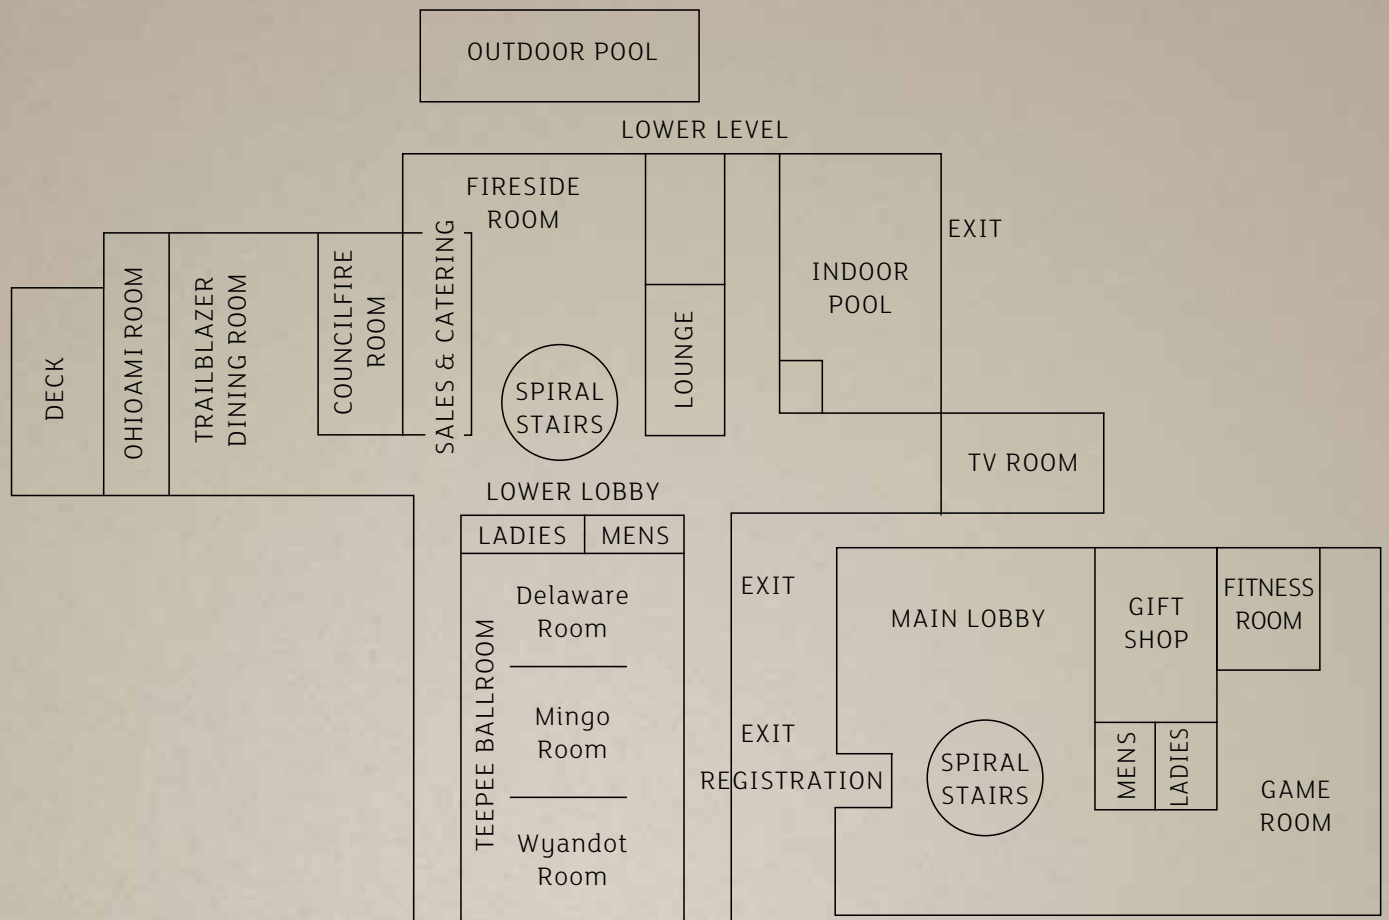 OUTDOOR POOL
LOWER LEVEL
FIRESIDE
ROOM
EXIT
INDOOR
POOL
DECK
OHIOAMI ROOM
TRAILBLAZER
DINING ROOM
COUNCILFIRE
ROOM
SALES & CATERING
SPIRAL
STAIRS
LOUNGE
TV ROOM
LOWER LOBBY
LADIES
MENS
TEEPEE BALLROOM
Delaware
Room
Mingo
Room
Wyandot
Room
EXIT
EXIT
REGISTRATION
MAIN LOBBY
GIFT
SHOP
FITNESS
ROOM
SPIRAL
STAIRS
MENS
LADIES
GAME
ROOM